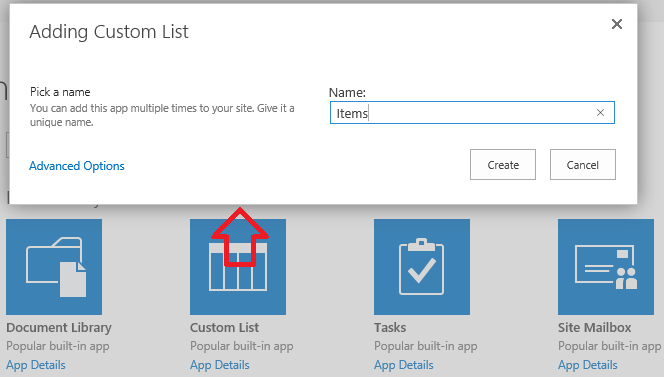 Adding Custom List
Pick a name
You can add this app multiple times to your site. Give it a
unique name.
Name:
Items
Advanced Options
Create
Cancel
Document Library
Custom List
Tasks
Site Mailbox
Popular built-in app
Popular built-in app
Popular built-in app
Popular built-in app
App Details
App Details
App Details
App Details